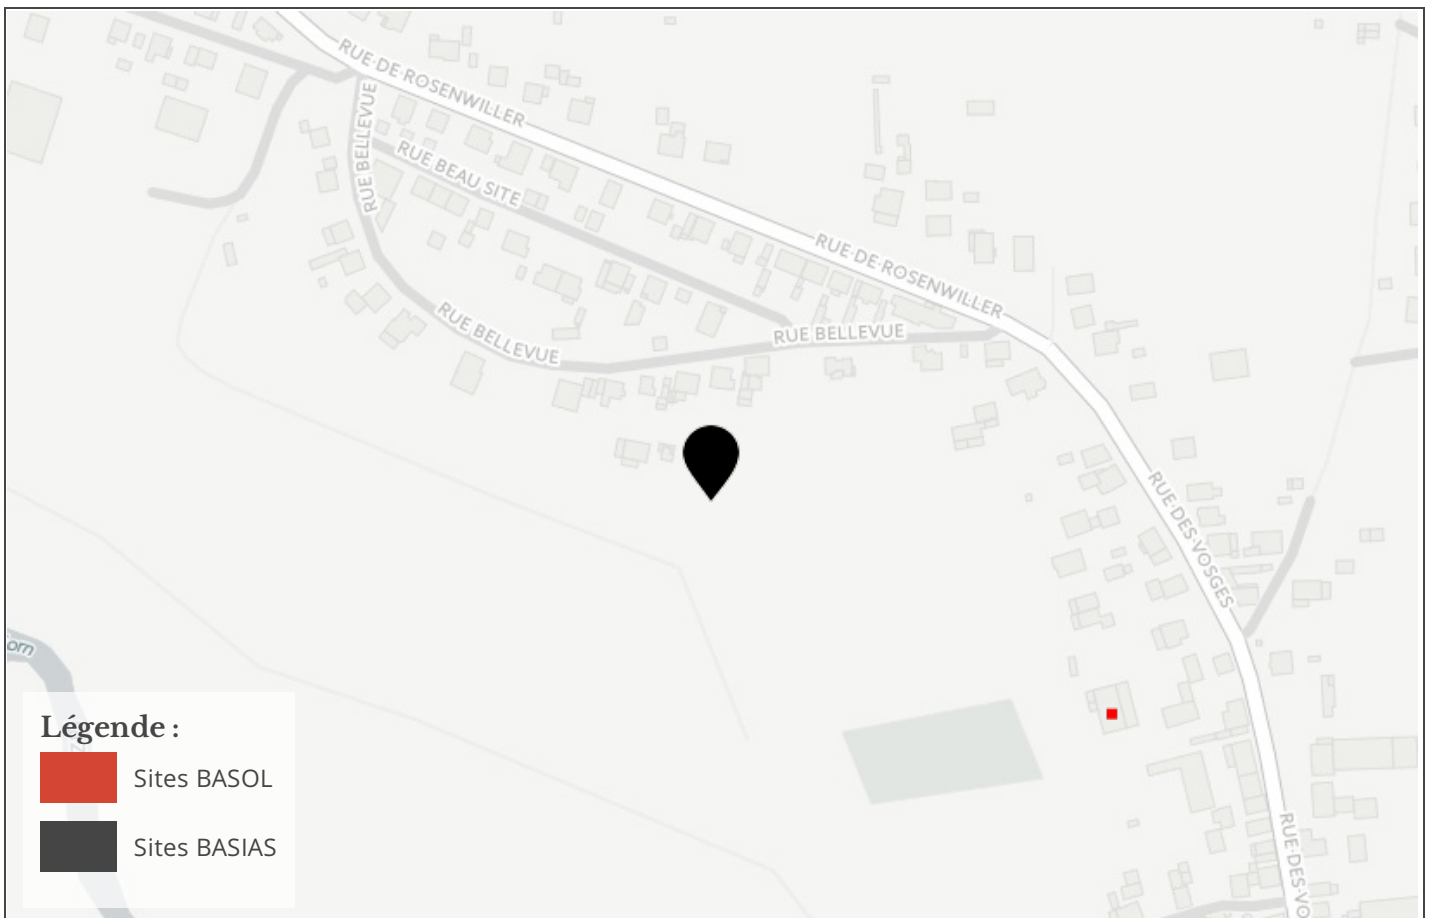 RUE DE ROSENWILLER
RUE BELLEVUE
RUE BEAU SITE
RUE DE ROSENWILLER
RUE BELLEVUE
RUE BELLEVUE
RUE DES VOSGES
orn
Légende :
Sites BASOL
Sites BASIAS
RUE DES VO